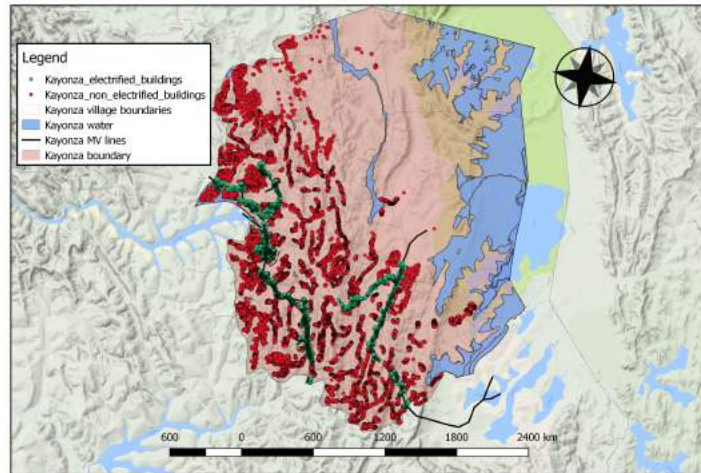 Legend
Kayonza_electrified_buildings
Kayonza_non_electrified_buildings
Kayonza village boundaries
Kayonza water
Kayonza MV lines
Kayonza boundary
600 0 600 1200 1800 2400 km